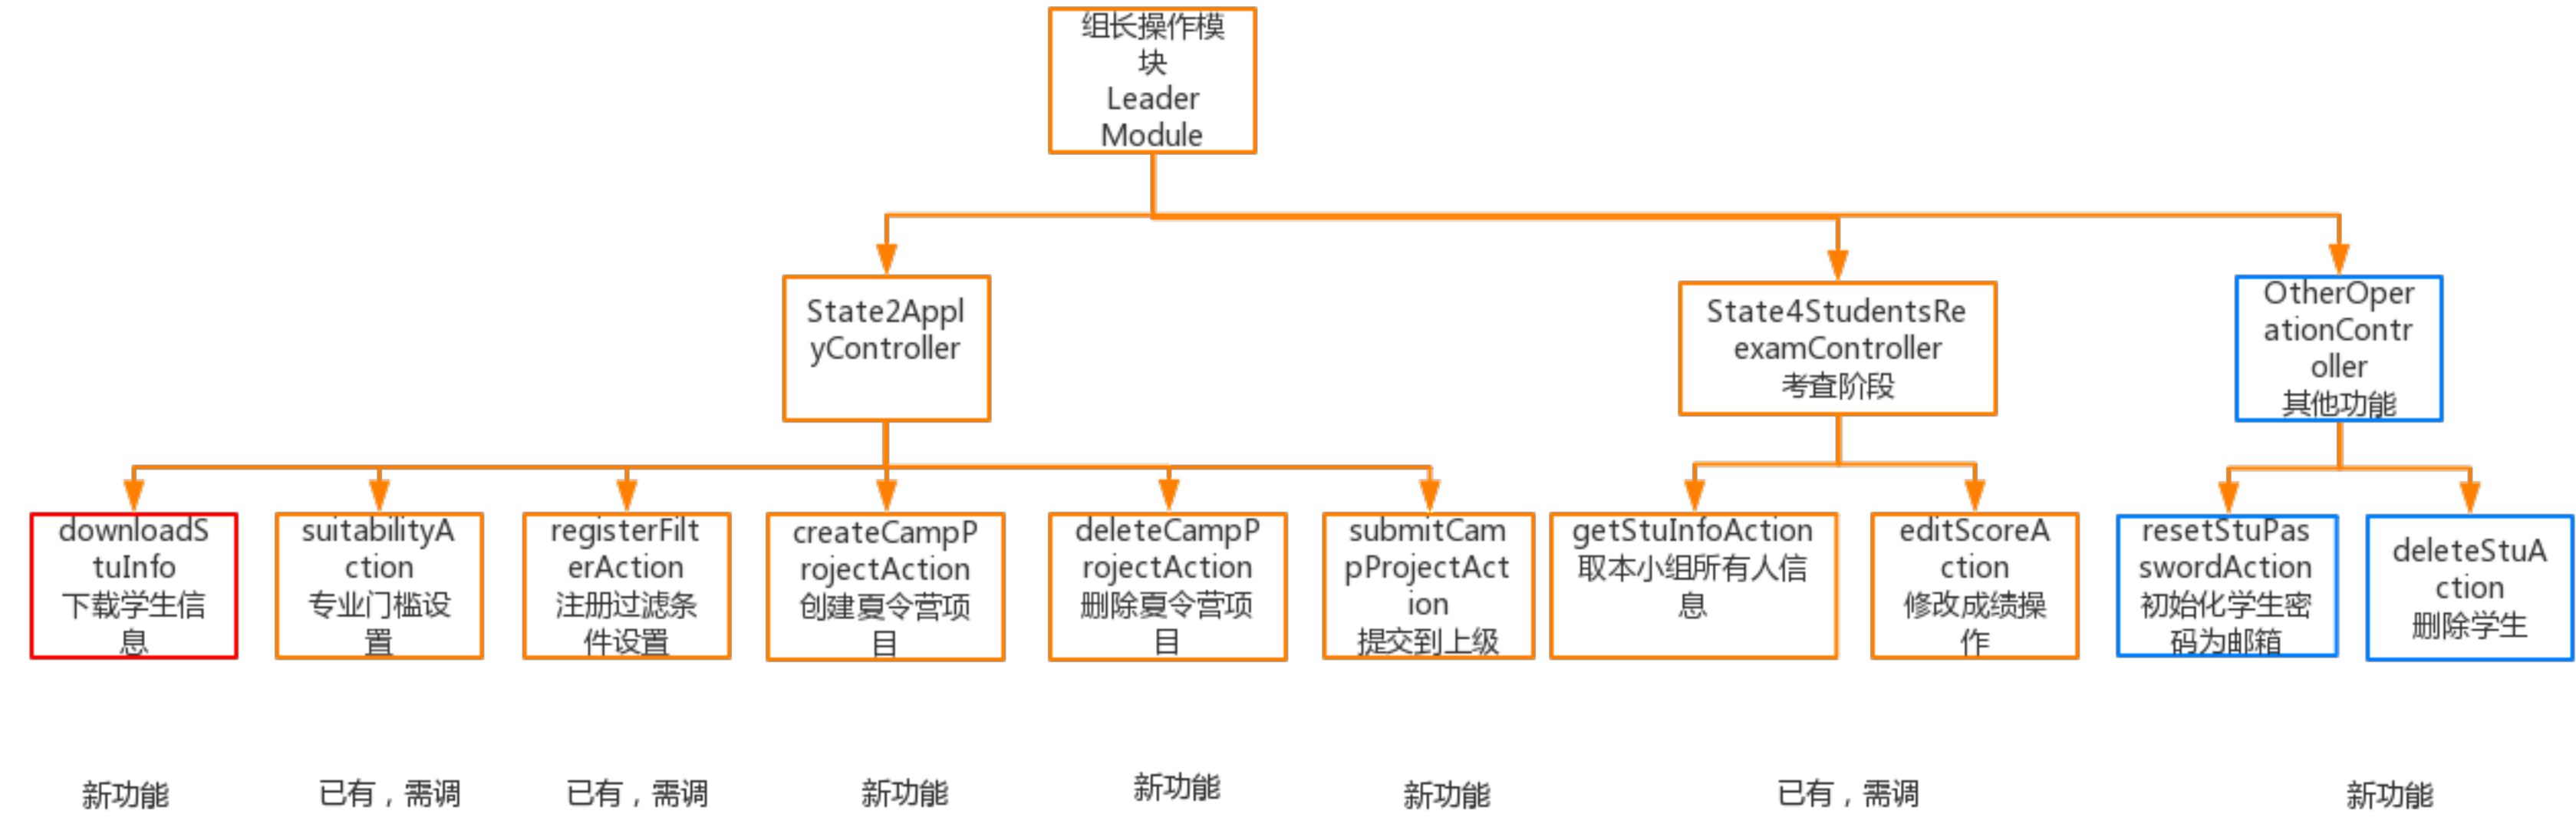 组长操作模
块
Leader
Module
State2Appl
yController
State4StudentsRe
examController
考查阶段
OtherOper
ationContr
oller
其他功能
downloadS
tuInfo
下载学生信
息
suitabilityA
ction
专业门槛设
置
registerFilt
erAction
注册过滤条
件设置
createCampP
rojectAction
创建夏令营项
目
deleteCampP
rojectAction
删除夏令营项
目
submitCam
pProjectAct
ion
提交到上级
getStuInfoAction
取本小组所有人信
息
editScoreA
ction
修改成绩操
作
resetStuPas
swordAction
初始化学生密
码为邮箱
deleteStuA
ction
删除学生
新功能
已有，需调
已有，需调
新功能
新功能
新功能
已有，需调
新功能